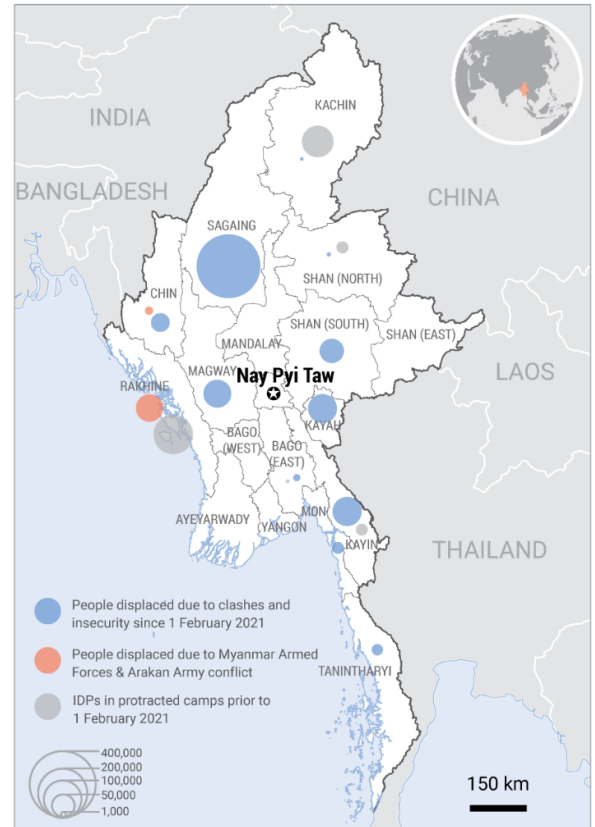 KACHIN
INDIA
BANGLADESH
CHINA
SAGAING
SHAN (NORTH)
CHIN
SHAN (SOUTH)
SHAN (EAST)
MANDALAY
LAOS
MAGWAY
Nay Pyi Taw
RAKHINE
KAYAH
BAGO
(WEST)
BAGO
(EAST)
AYEYARWADY
YANGON
MON
KAYIN
THAILAND
TANINTHARYI
People displaced due to clashes and
insecurity since 1 February 2021
People displaced due to Myanmar Armed
Forces & Arakan Army conflict
IDPs in protracted camps prior to
1 February 2021
400,000
200,000
100,000
50,000
1,000
150 km